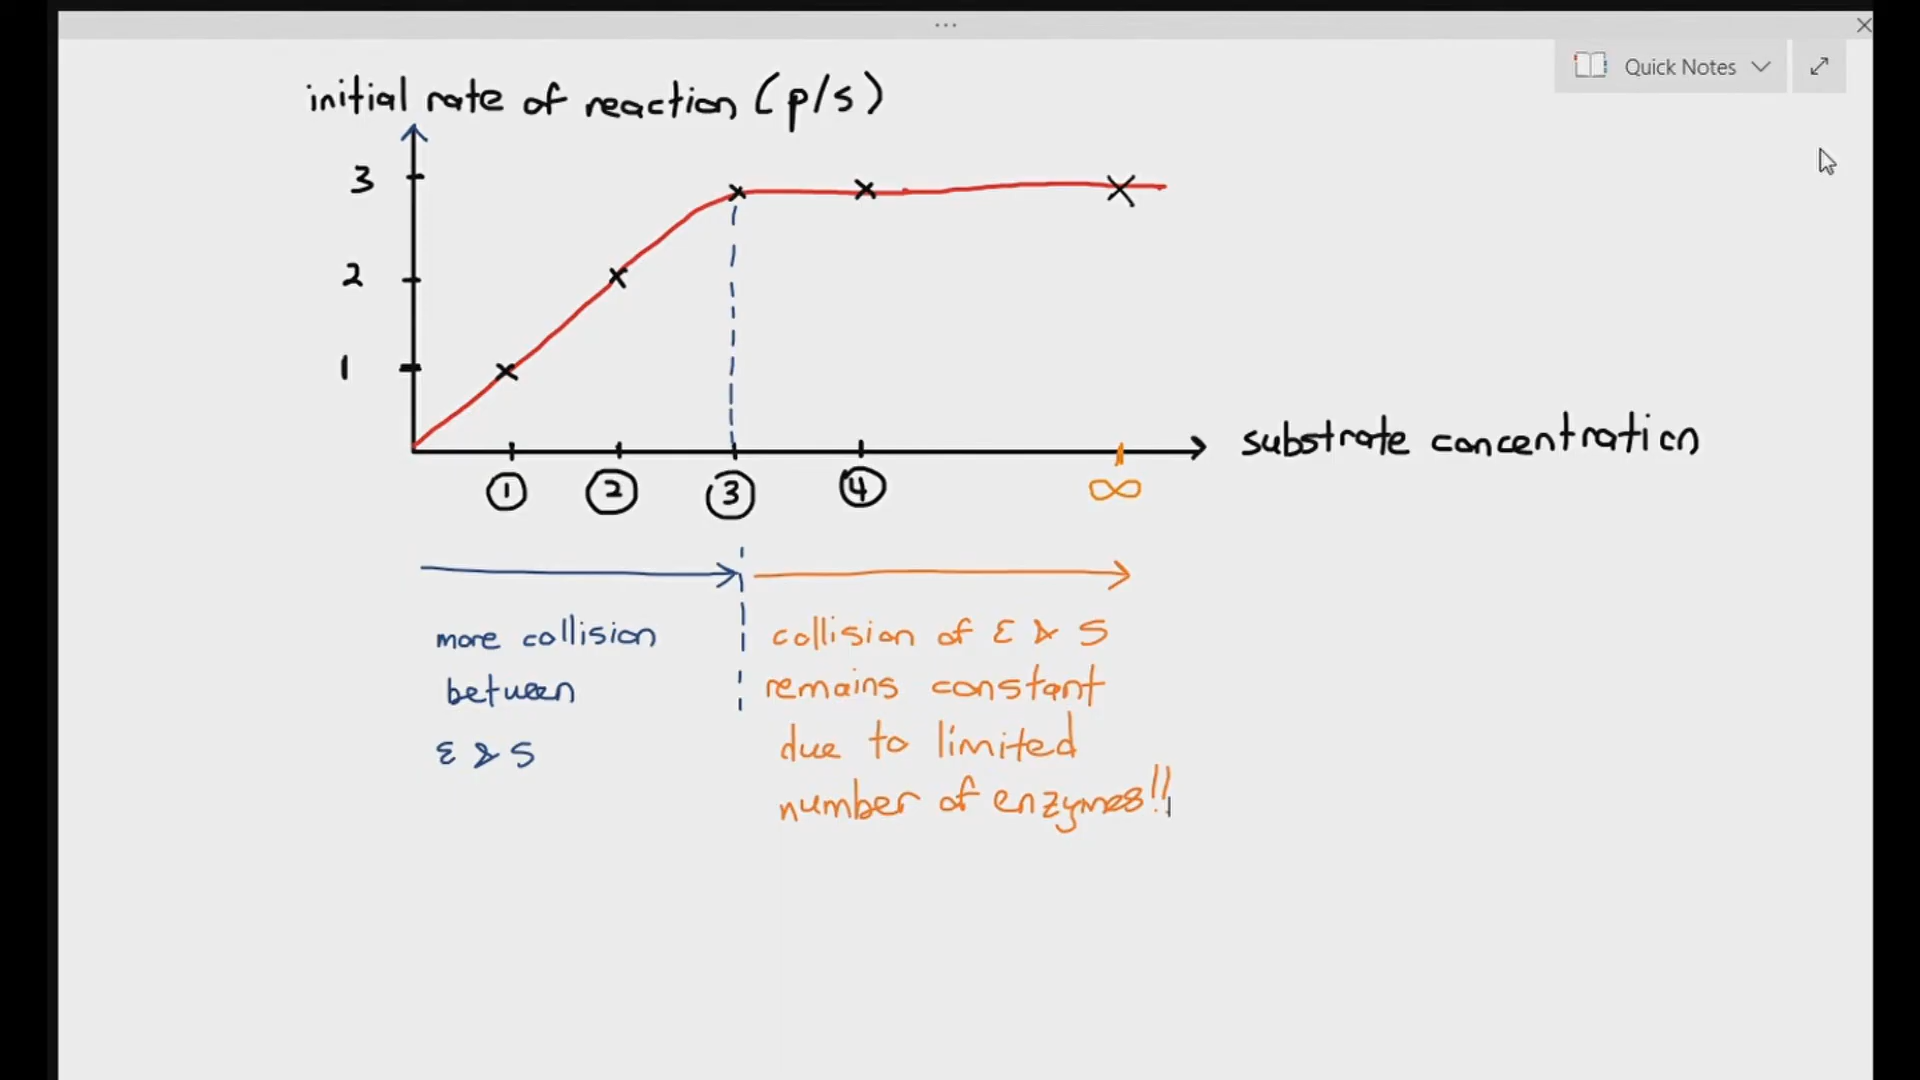 ...
Quick Notes
initial rate of reaction (p/s)
3
2
1
substrate concentration
1 2 3 4 ∞
more collision
between
E & S
collision of E & S
remains constant
due to limited
number of enzymes!!